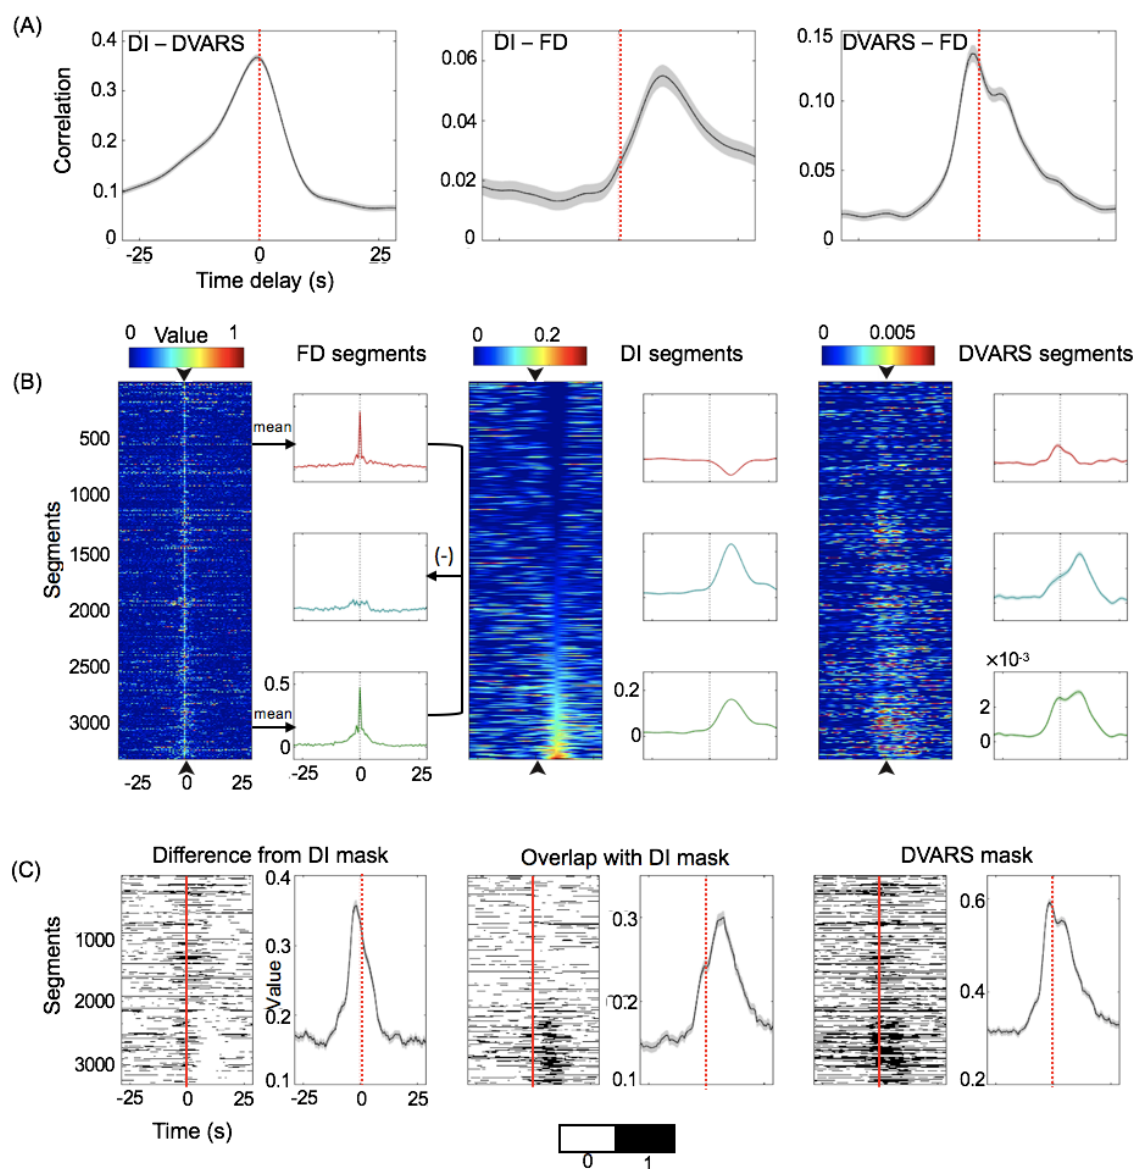 (A)
DI – DVARS
DI – FD
DVARS – FD
0.4
0.3
0.2
0.1
0
Correlation
-25 0 25
Time delay (s)
0.06
0.04
0.02
0
0.15
0.10
0.05
0
0 Value 1
0 0.2
0 0.005
FD segments
DI segments
DVARS segments
(B)
500
1000
1500
2000
2500
3000
Segments
mean
(-)
mean
0.5
0
0.2
0
×10-3
2
0
-25 0 25
-25 0 25
(C)
Difference from DI mask
Overlap with DI mask
DVARS mask
1000
2000
3000
Segments
0.4
0.3
0.2
0.1
Value
0.3
0.2
0.1
0.6
0.4
0.2
-25 0 25
-25 0 25
Time (s)
0 1